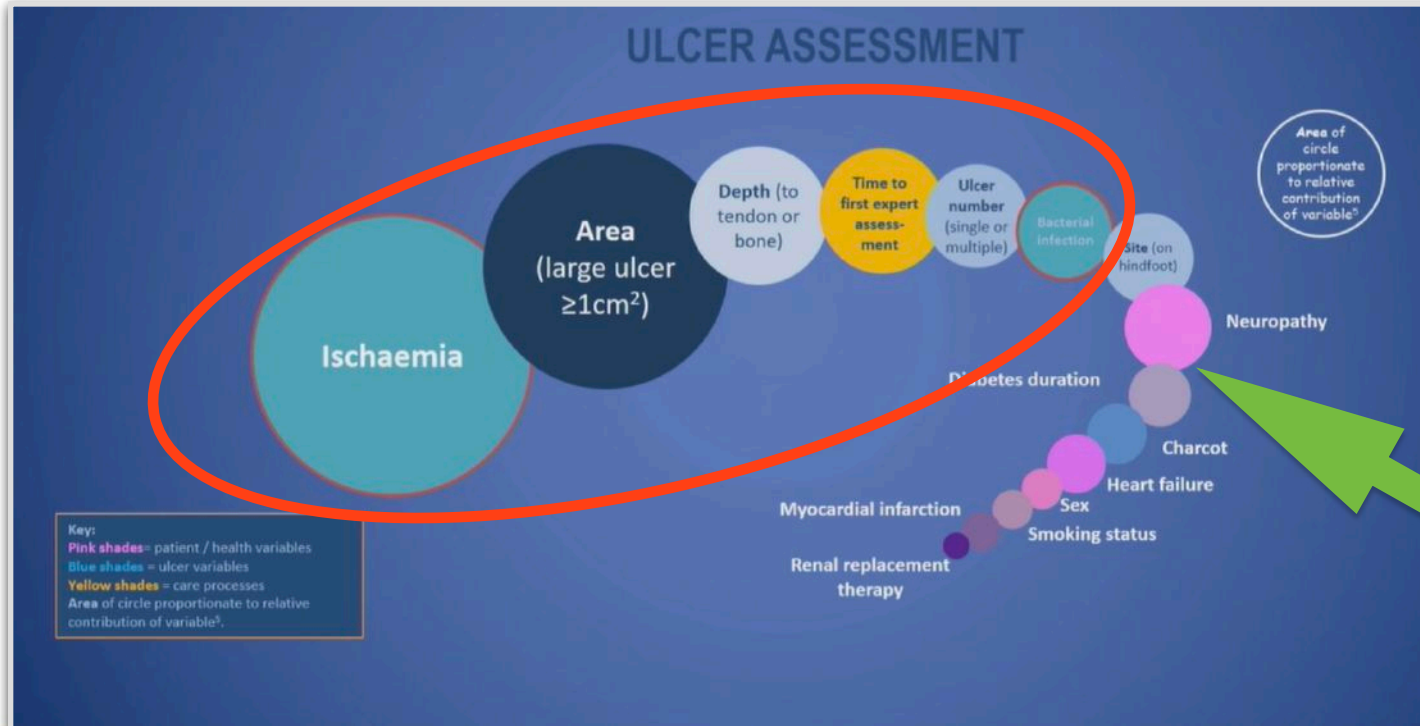 ULCER ASSESSMENT
Area of
circle
proportionate
to relative
contribution
of variable⁵
Ischaemia
Area
(large ulcer
≥1cm²)
Depth (to
tendon or
bone)
Time to
first expert
assess-
ment
Ulcer
number
(single or
multiple)
Bacterial
infection
Site (on
hindfoot)
Neuropathy
Diabetes duration
Charcot
Heart failure
Sex
Smoking status
Myocardial infarction
Renal replacement
therapy
Key:
Pink shades= patient / health variables
Blue shades = ulcer variables
Yellow shades = care processes
Area of circle proportionate to relative
contribution of variable⁵.